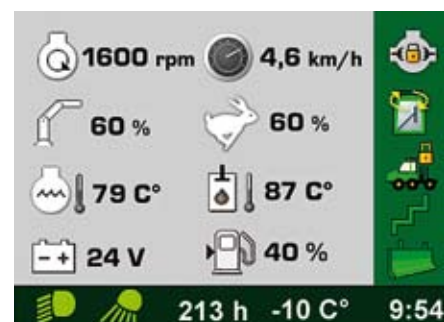 1600 rpm 4,6 km/h
60 % 60 %
79 C° 87 C°
24 V 40 %
213 h -10 C° 9:54